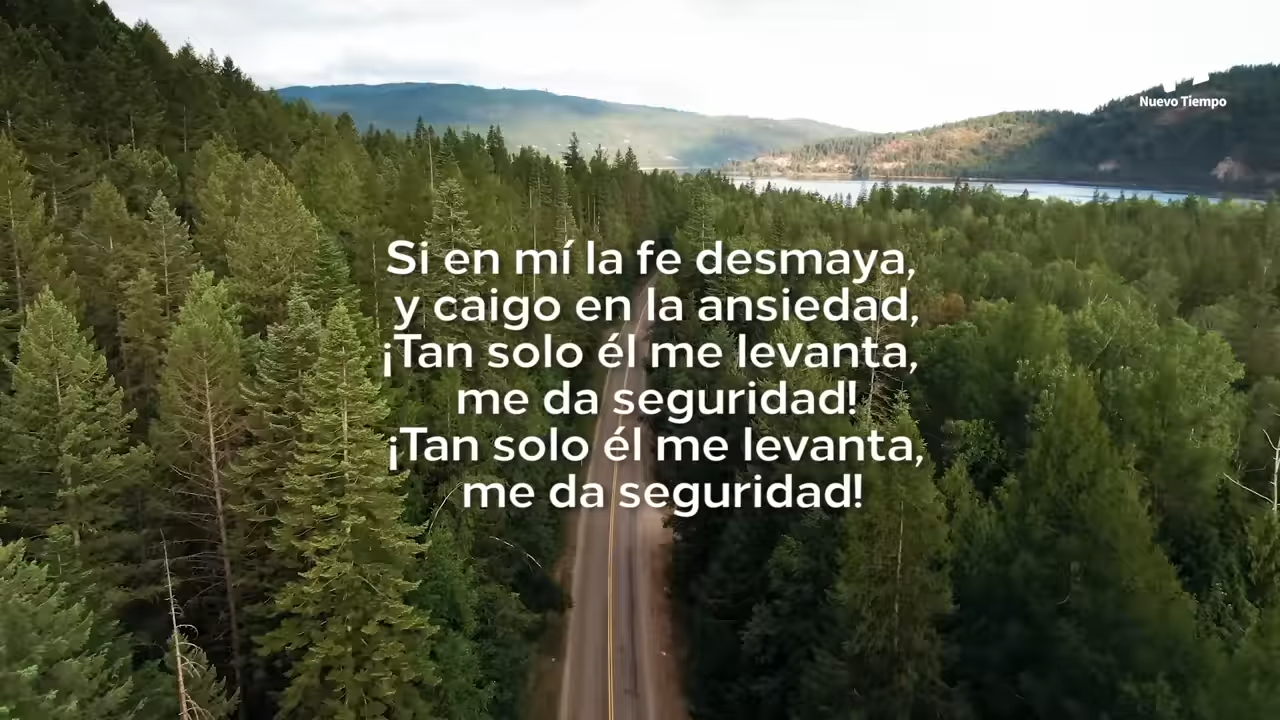 Nuevo Tiempo
Si en mí la fe desmaya,
y caigo en la ansiedad,
¡Tan solo él me levanta,
me da seguridad!
¡Tan solo él me levanta,
me da seguridad!